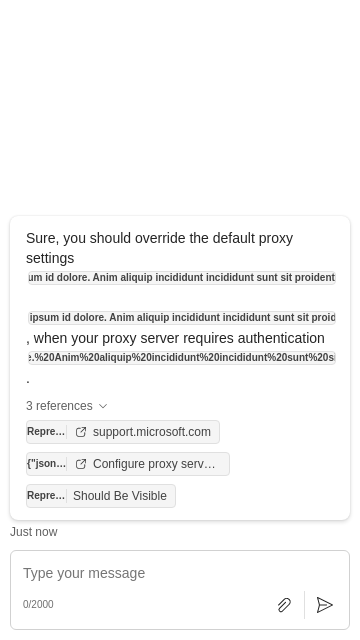 Sure, you should override the default proxy
settings
um id dolore. Anim aliquip incididunt incididunt sunt sit proident
ipsum id dolore. Anim aliquip incididunt incididunt sunt sit proid
, when your proxy server requires authentication
e.%20Anim%20aliquip%20incididunt%20incididunt%20sunt%20s
.
3 references
Repre… support.microsoft.com
{"json… Configure proxy serv…
Repre… Should Be Visible
Just now
Type your message
0/2000